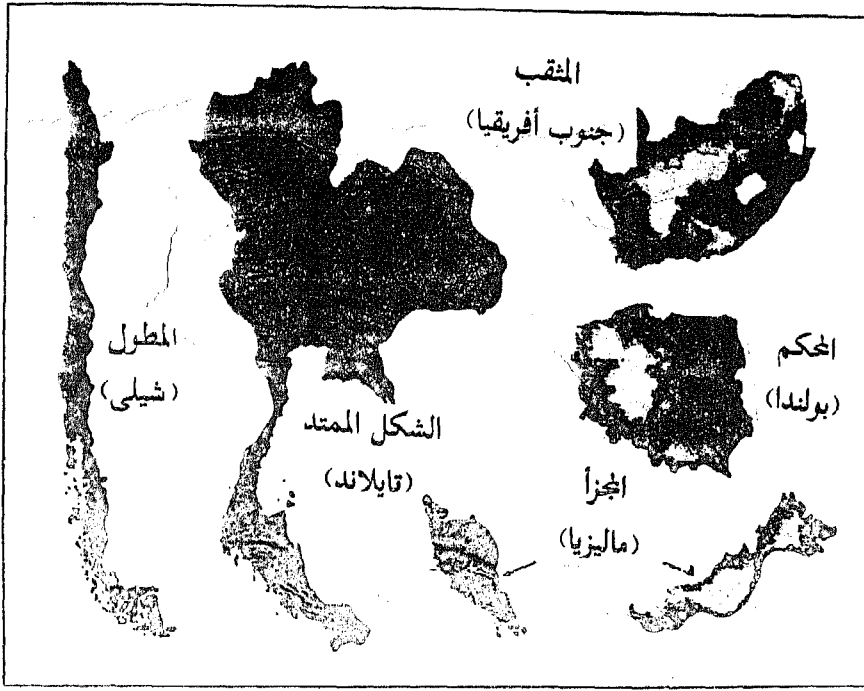 المثقب
(جنوب أفريقيا)
المطول
(شيلى)
الشكل الممتد
(تايلاند)
المحكم
(بولندا)
المجزأ
(ماليزيا)